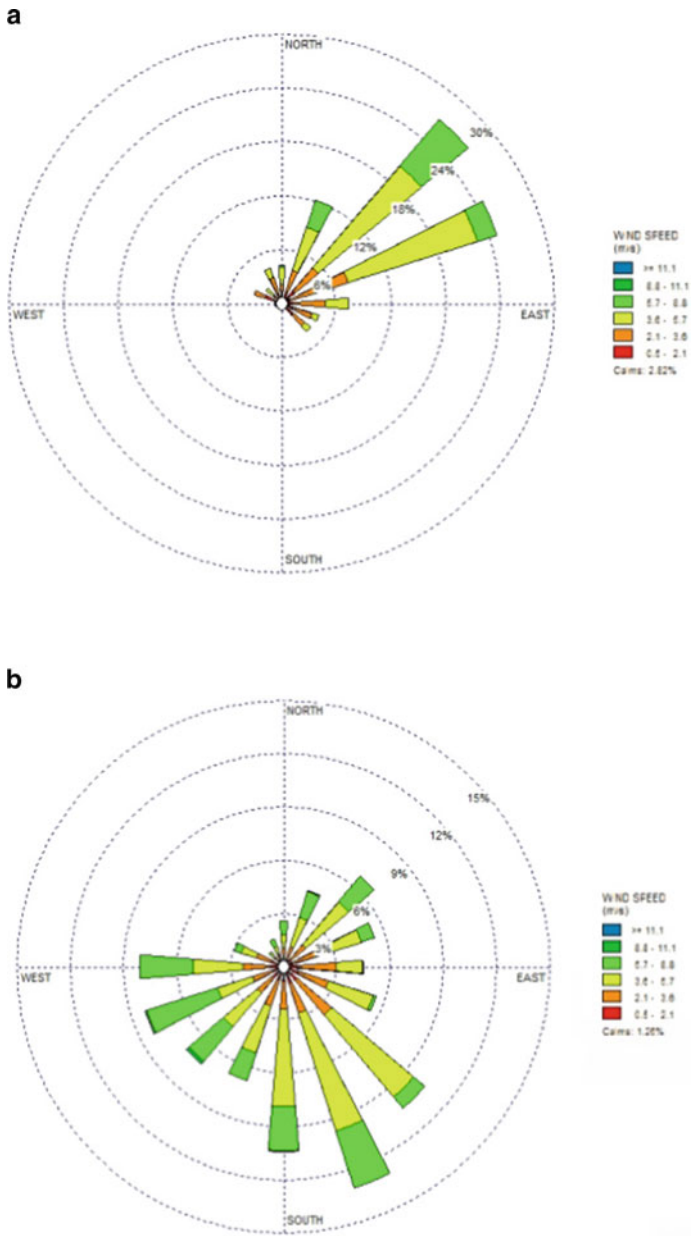 a
NORTH
30%
24%
18%
12%
6%
WEST
EAST
SOUTH
WIND SPEED
(m/s)
>= 11.1
8.8 - 11.1
5.7 - 8.8
3.6 - 5.7
2.1 - 3.6
0.5 - 2.1
Calms: 2.82%
b
NORTH
15%
12%
9%
6%
3%
WEST
EAST
SOUTH
WIND SPEED
(m/s)
>= 11.1
8.8 - 11.1
5.7 - 8.8
3.6 - 5.7
2.1 - 3.6
0.5 - 2.1
Calms: 1.26%